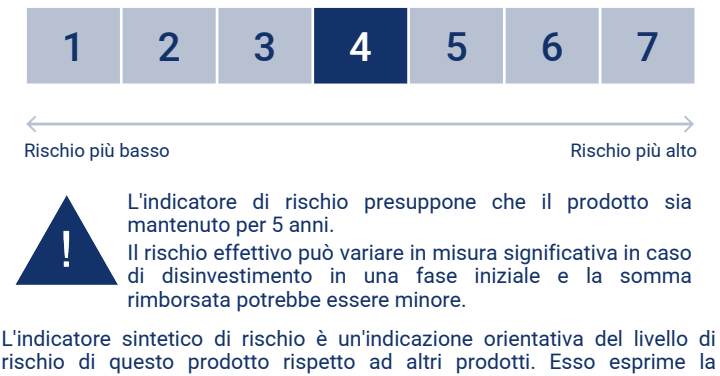 1 2 3 4 5 6 7
Rischio più basso Rischio più alto
L'indicatore di rischio presuppone che il prodotto sia
mantenuto per 5 anni.
!
Il rischio effettivo può variare in misura significativa in caso
di disinvestimento in una fase iniziale e la somma
rimborsata potrebbe essere minore.
L'indicatore sintetico di rischio è un'indicazione orientativa del livello di
rischio di questo prodotto rispetto ad altri prodotti. Esso esprime la